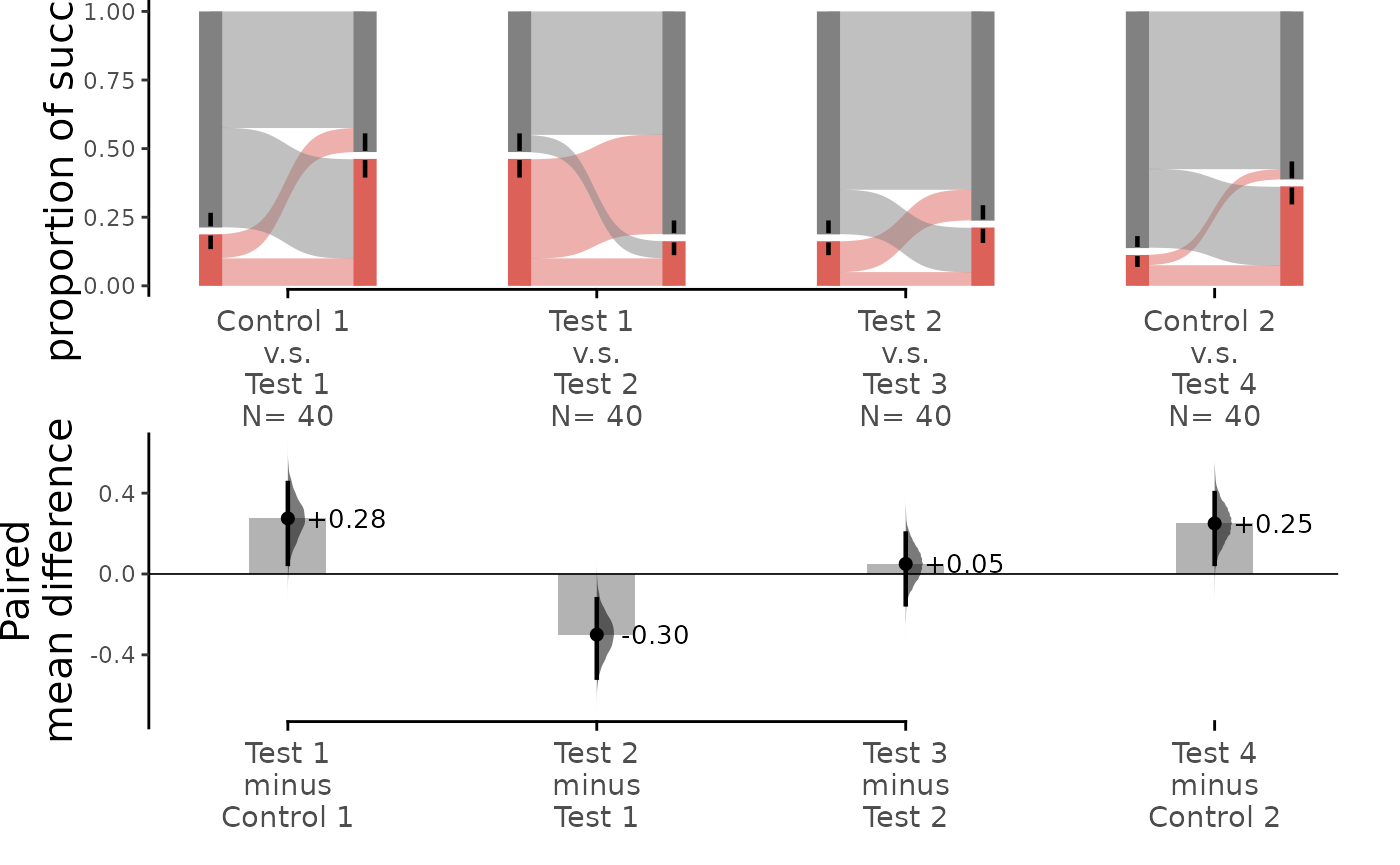 proportion of succ
1.00
0.75
0.50
0.25
0.00
Control 1
v.s.
Test 1
N= 40
Test 1
v.s.
Test 2
N= 40
Test 2
v.s.
Test 3
N= 40
Control 2
v.s.
Test 4
N= 40
Paired
mean difference
0.4
0.0
-0.4
+0.28
-0.30
+0.05
+0.25
Test 1
minus
Control 1
Test 2
minus
Test 1
Test 3
minus
Test 2
Test 4
minus
Control 2